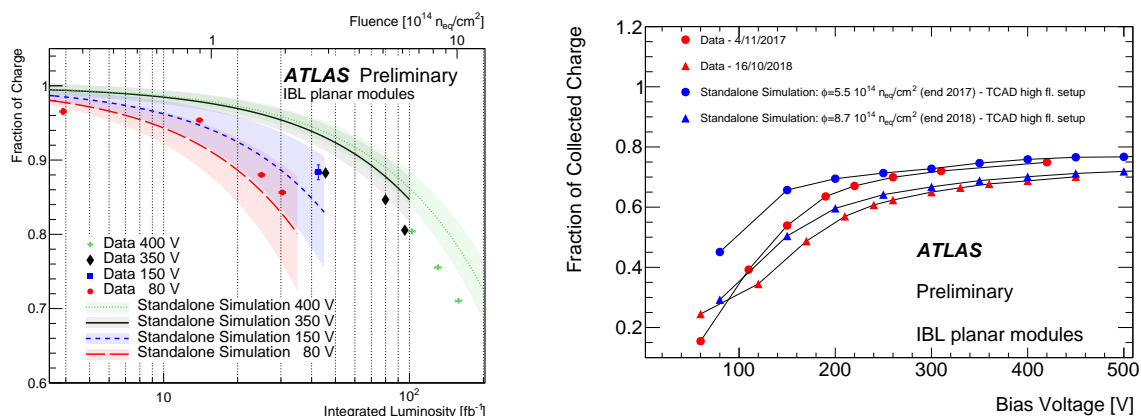 Fluence [10¹⁴ n_eq/cm²]
1 10
Fraction of Charge
1
0.9
0.8
0.7
0.6
ATLAS Preliminary
IBL planar modules
Data 400 V
Data 350 V
Data 150 V
Data 80 V
Standalone Simulation 400 V
Standalone Simulation 350 V
Standalone Simulation 150 V
Standalone Simulation 80 V
10 10²
Integrated Luminosity [fb⁻¹]
Fraction of Collected Charge
1.2
1
0.8
0.6
0.4
0.2
Data - 4/11/2017
Data - 16/10/2018
Standalone Simulation: ϕ=5.5 10¹⁴ n_eq/cm² (end 2017) - TCAD high fl. setup
Standalone Simulation: ϕ=8.7 10¹⁴ n_eq/cm² (end 2018) - TCAD high fl. setup
ATLAS
Preliminary
IBL planar modules
100 200 300 400 500
Bias Voltage [V]